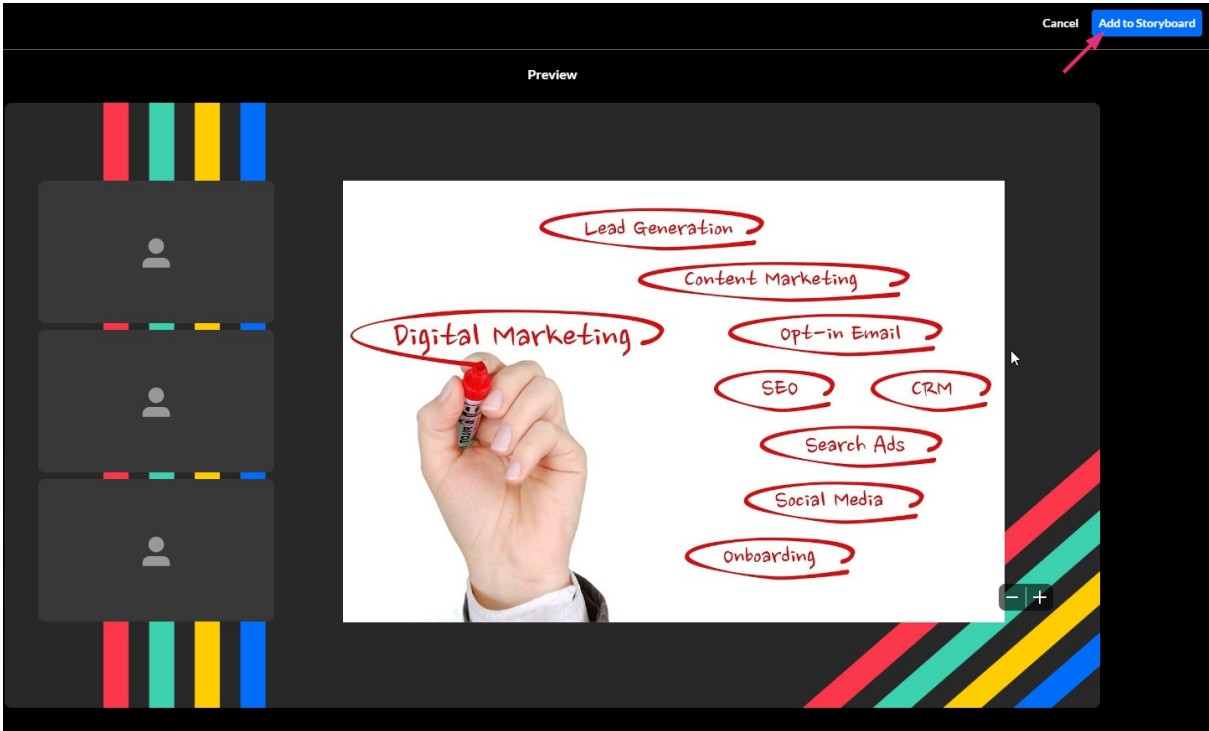 Cancel Add to Storyboard
Preview
Lead Generation
Content Marketing
Digital Marketing
Opt-in Email
SEO CRM
Search Ads
Social Media
Onboarding